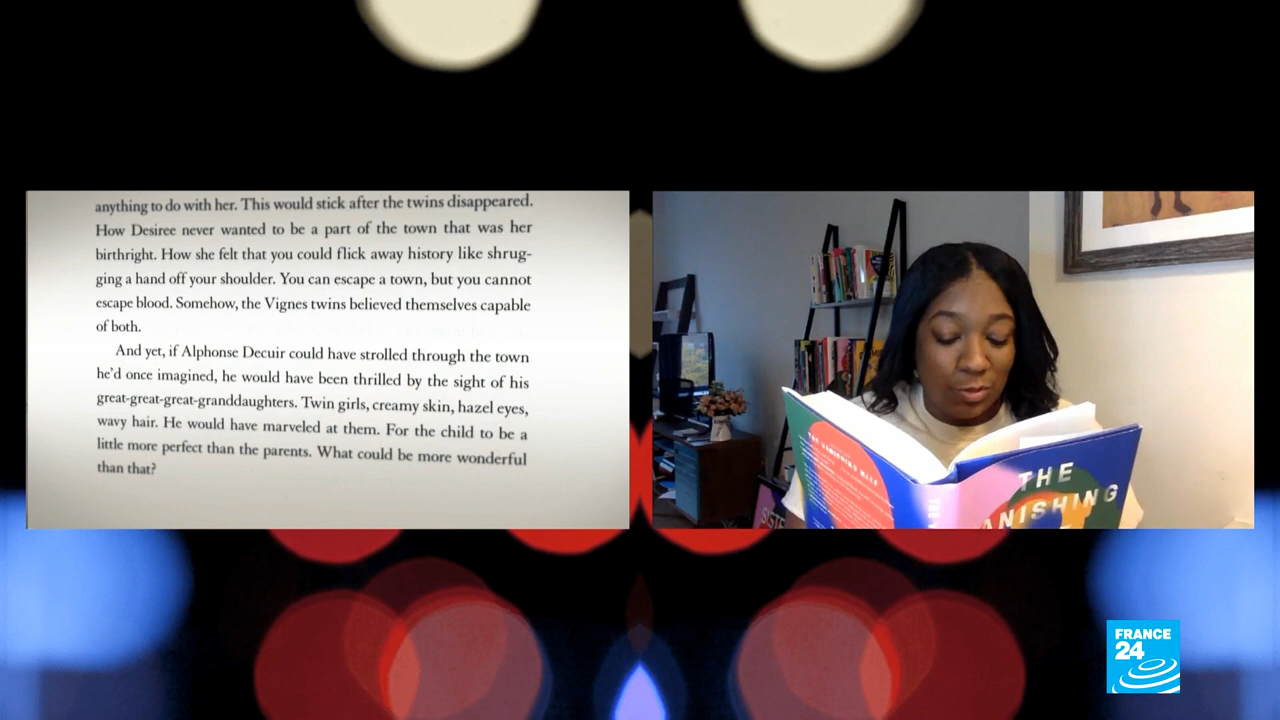 anything to do with her. This would stick after the twins disappeared.
How Desiree never wanted to be a part of the town that was her
birthright. How she felt that you could flick away history like shrug-
ging a hand off your shoulder. You can escape a town, but you cannot
escape blood. Somehow, the Vignes twins believed themselves capable
of both.
And yet, if Alphonse Decuir could have strolled through the town
he'd once imagined, he would have been thrilled by the sight of his
great-great-great-granddaughters. Twin girls, creamy skin, hazel eyes,
wavy hair. He would have marveled at them. For the child to be a
little more perfect than the parents. What could be more wonderful
than that?
THE VANISHING HALF
THE
ANISHING
SISTE
FRANCE
24